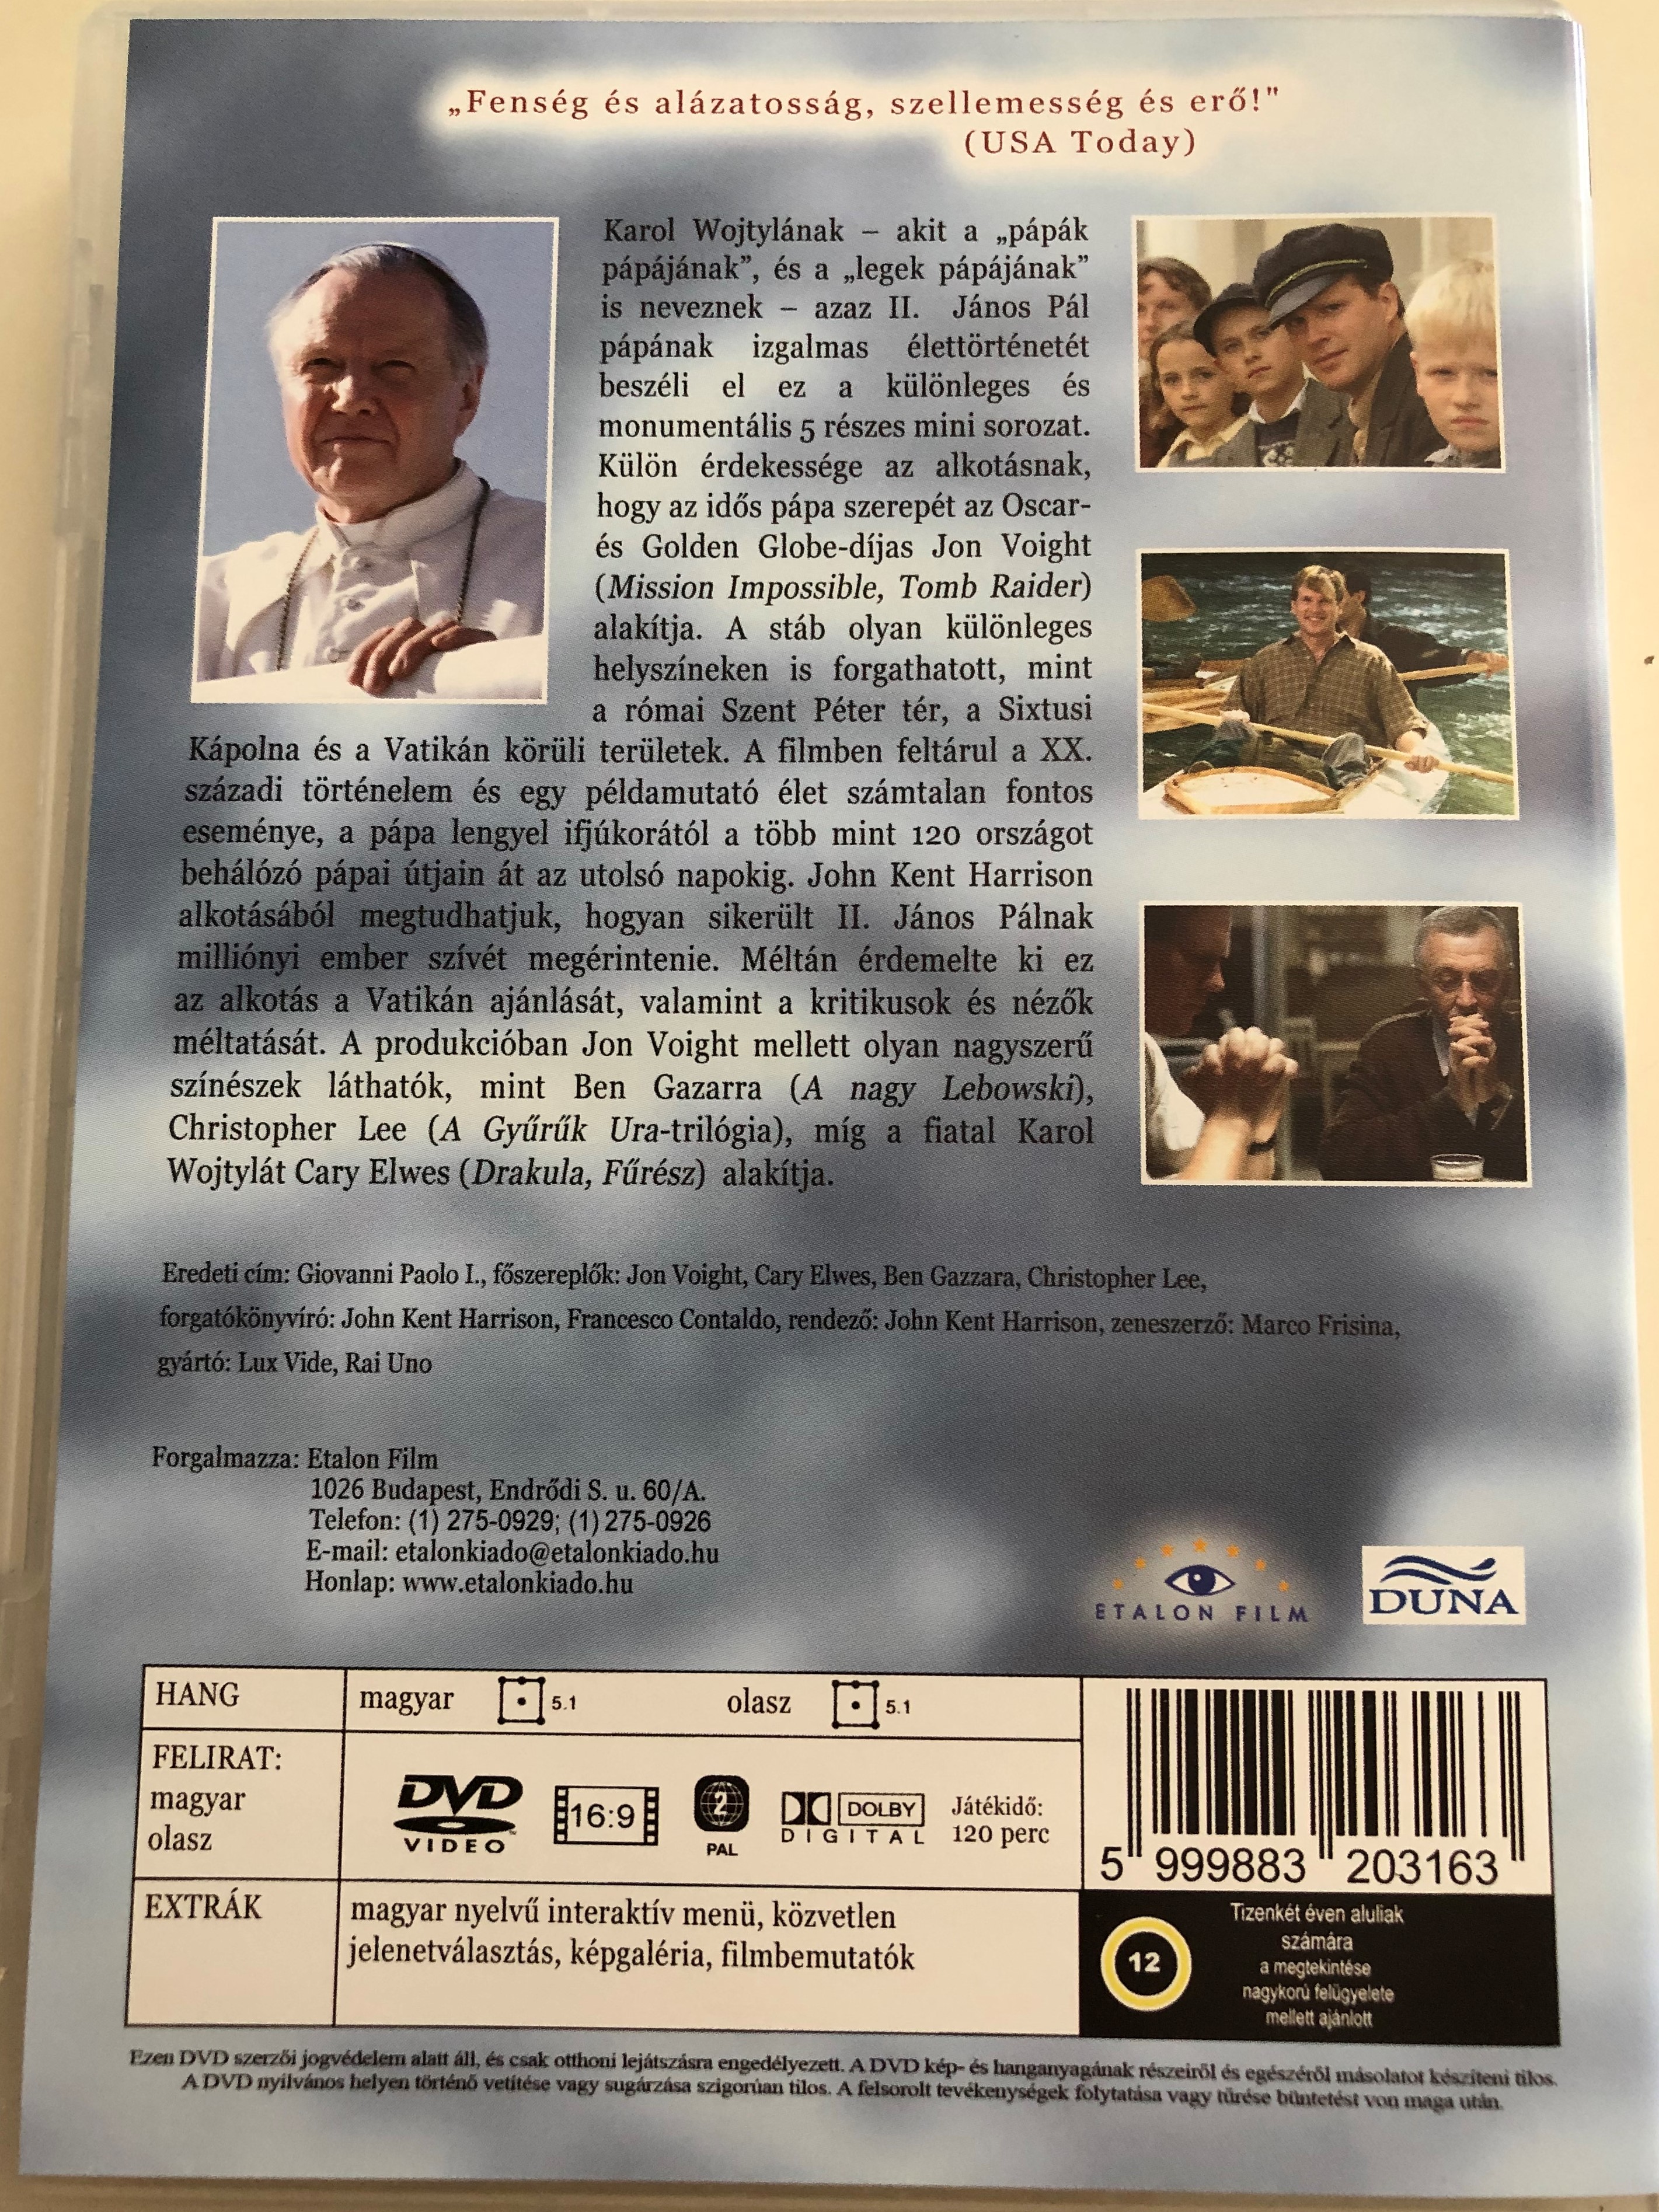 „Fenség és alázatosság, szellemesség és erő!"
(USA Today)
Karol Wojtylának – akit a „pápák
pápájának”, és a „legek pápájának”
is neveznek – azaz II. János Pál
pápának izgalmas élettörténetét
beszéli el ez a különleges és
monumentális 5 részes mini sorozat.
Külön érdekessége az alkotásnak,
hogy az idős pápa szerepét az Oscar-
és Golden Globe-díjas Jon Voight
(Mission Impossible, Tomb Raider)
alakítja. A stáb olyan különleges
helyszíneken is forgathatott, mint
a római Szent Péter tér, a Sixtusi
Kápolna és a Vatikán körüli területek. A filmben feltárul a XX.
századi történelem és egy példamutató élet számtalan fontos
eseménye, a pápa lengyel ifjúkorától a több mint 120 országot
behálózó pápai útjain át az utolsó napokig. John Kent Harrison
alkotásából megtudhatjuk, hogyan sikerült II. János Pálnak
milliónyi ember szívét megérintenie. Méltán érdemelte ki ez
az alkotás a Vatikán ajánlását, valamint a kritikusok és nézők
méltatását. A produkcióban Jon Voight mellett olyan nagyszerű
színészek láthatók, mint Ben Gazarra (A nagy Lebowski),
Christopher Lee (A Gyűrűk Ura-trilógia), míg a fiatal Karol
Wojtylát Cary Elwes (Drakula, Fűrész) alakítja.
Eredeti cím: Giovanni Paolo I., főszereplők: Jon Voight, Cary Elwes, Ben Gazzara, Christopher Lee,
forgatókönyvíró: John Kent Harrison, Francesco Contaldo, rendező: John Kent Harrison, zeneszerző: Marco Frisina,
gyártó: Lux Vide, Rai Uno
Forgalmazza: Etalon Film
1026 Budapest, Endrődi S. u. 60/A.
Telefon: (1) 275-0929; (1) 275-0926
E-mail: etalonkiado@etalonkiado.hu
Honlap: www.etalonkiado.hu
ETALON FILM
DUNA
HANG
magyar 5.1 olasz 5.1
FELIRAT:
magyar
olasz
DVD
VIDEO
16:9
2
PAL
DOLBY
DIGITAL
Játékidő:
120 perc
5 999883 203163
EXTRÁK
magyar nyelvű interaktív menü, közvetlen
jelenetválasztás, képgaléria, filmbemutatók
12
Tizenkét éven aluliak
számára
a megtekintése
nagykorú felügyelete
mellett ajánlott
Ezen DVD szerzői jogvédelem alatt áll, és csak otthoni lejátszásra engedélyezett. A DVD kép- és hanganyagának részeiről és egészéről másolatot készíteni tilos.
A DVD nyilvános helyen történő vetítése vagy sugárzása szigorúan tilos. A felsorolt tevékenységek folytatása vagy tűrése büntetést von maga után.